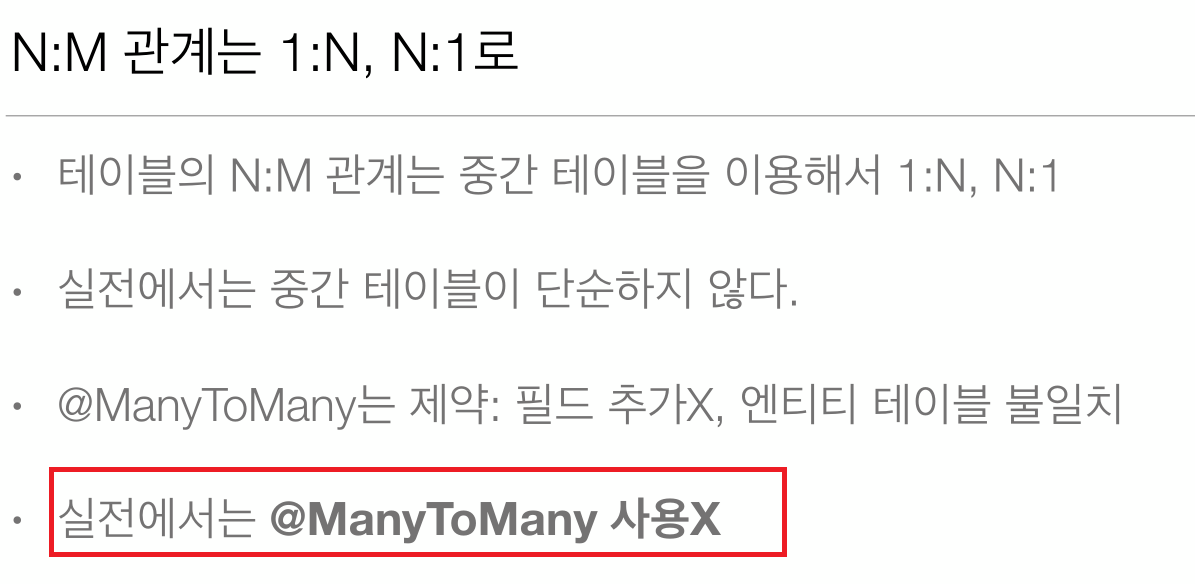 N:M 관계는 1:N, N:1로
• 테이블의 N:M 관계는 중간 테이블을 이용해서 1:N, N:1
• 실전에서는 중간 테이블이 단순하지 않다.
• @ManyToMany는 제약: 필드 추가X, 엔티티 테이블 불일치
• 실전에서는 @ManyToMany 사용X